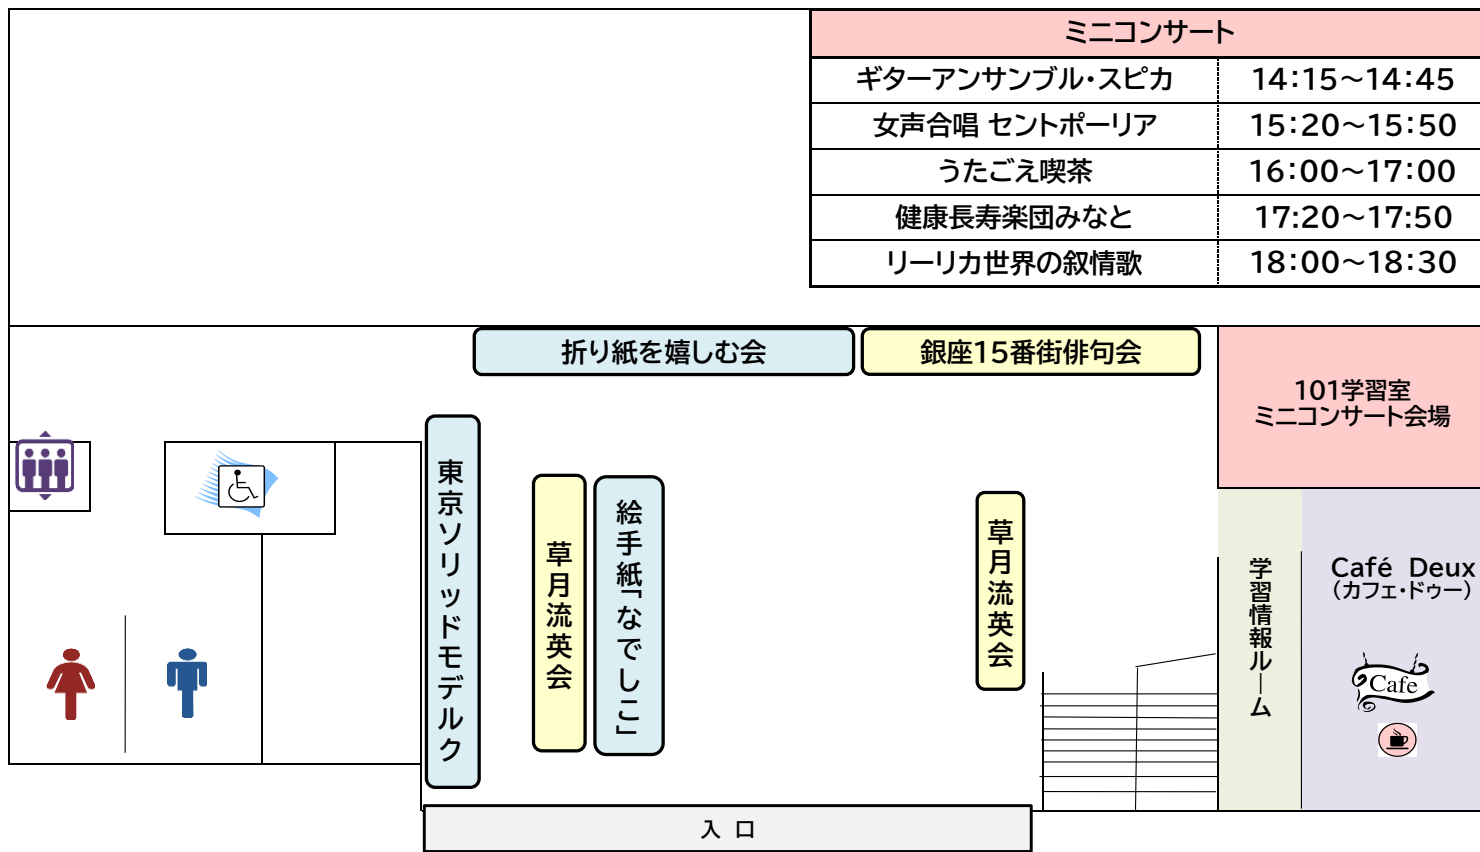 ミニコンサート
ギターアンサンブル・スピカ 14：15～14：45
女声合唱 セントポーリア 15：20～15：50
うたごえ喫茶 16：00～17：00
健康長寿楽団みなと 17:20～17:50
リーリカ世界の叙情歌 18：00～18：30
折り紙を嬉しむ会
銀座15番街俳句会
101学習室
ミニコンサート会場
東京ソリッドモデルク
草月流英会
絵手紙「なでしこ」
草月流英会
学習情報ルーム
Café Deux
（カフェ・ドゥー）
Cafe
入 口